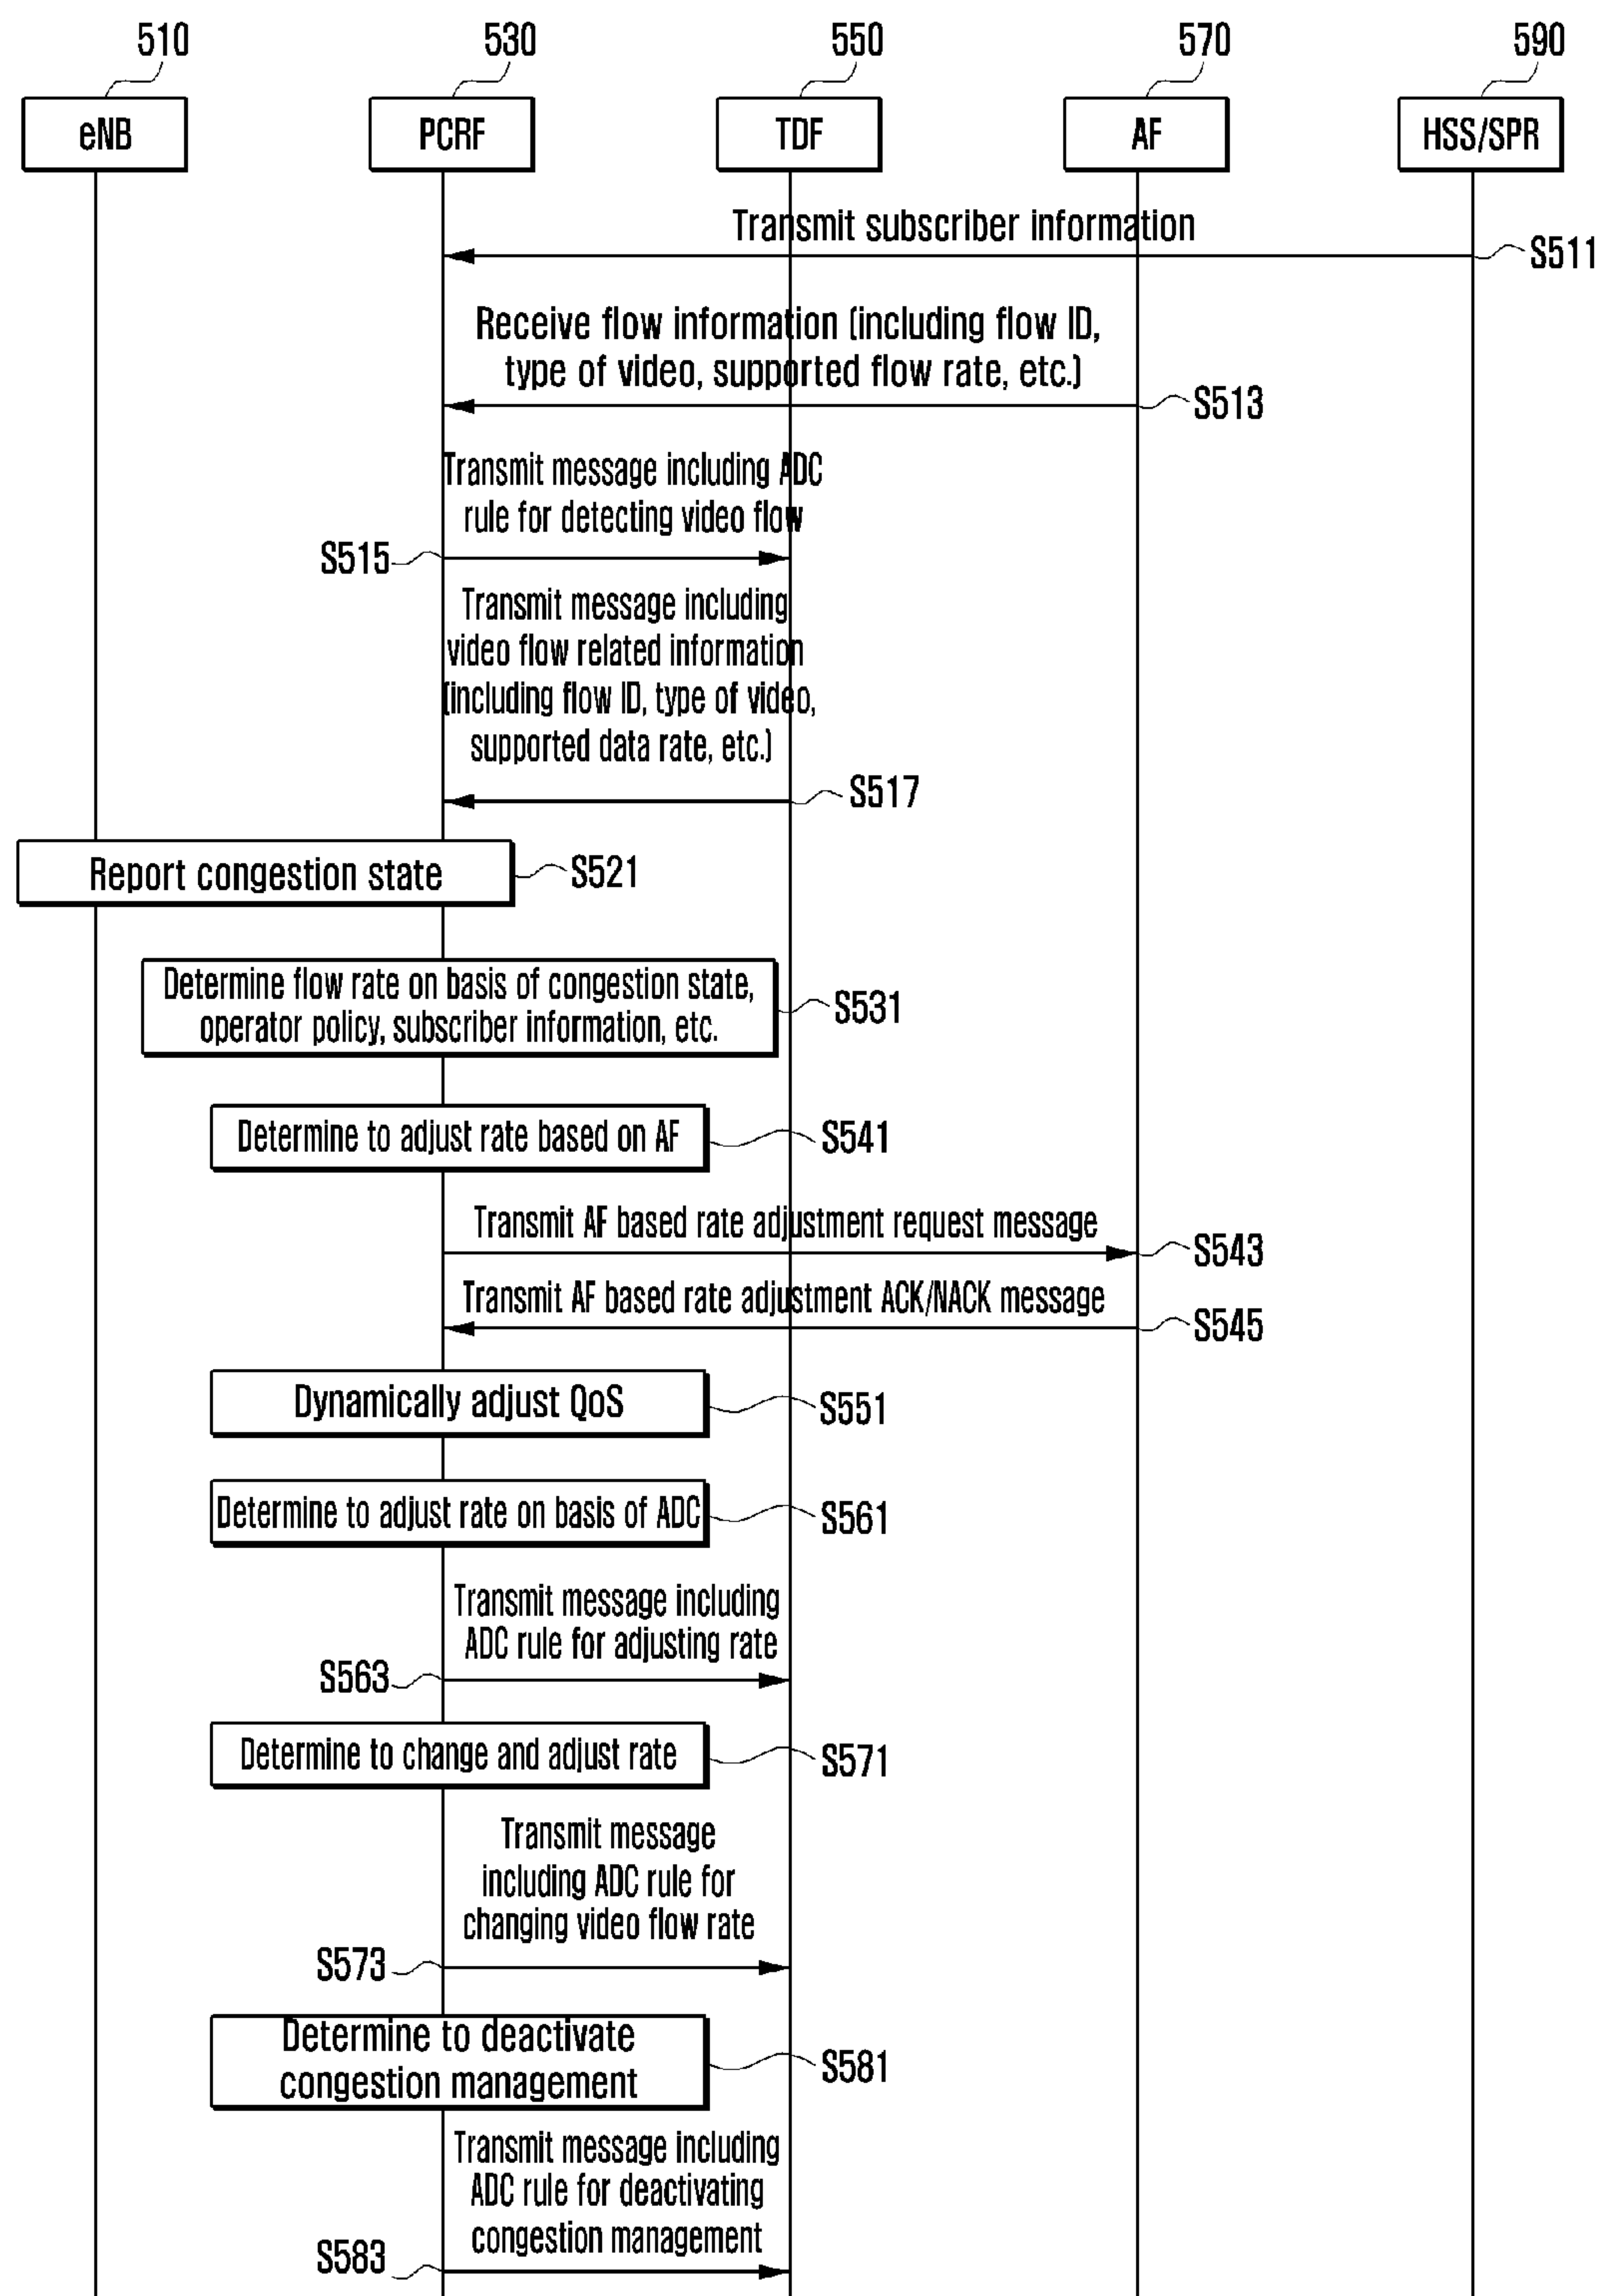 510
530
550
570
590
eNB
PCRF
TDF
AF
HSS/SPR
Transmit subscriber information
S511
Receive flow information (including flow ID,
type of video, supported flow rate, etc.)
S513
Transmit message including ADC
rule for detecting video flow
S515
Transmit message including
video flow related information
(including flow ID, type of video,
supported data rate, etc.)
S517
Report congestion state
S521
Determine flow rate on basis of congestion state,
operator policy, subscriber information, etc.
S531
Determine to adjust rate based on AF
S541
Transmit AF based rate adjustment request message
S543
Transmit AF based rate adjustment ACK/NACK message
S545
Dynamically adjust QoS
S551
Determine to adjust rate on basis of ADC
S561
Transmit message including
ADC rule for adjusting rate
S563
Determine to change and adjust rate
S571
Transmit message
including ADC rule for
changing video flow rate
S573
Determine to deactivate
congestion management
S581
Transmit message including
ADC rule for deactivating
congestion management
S583